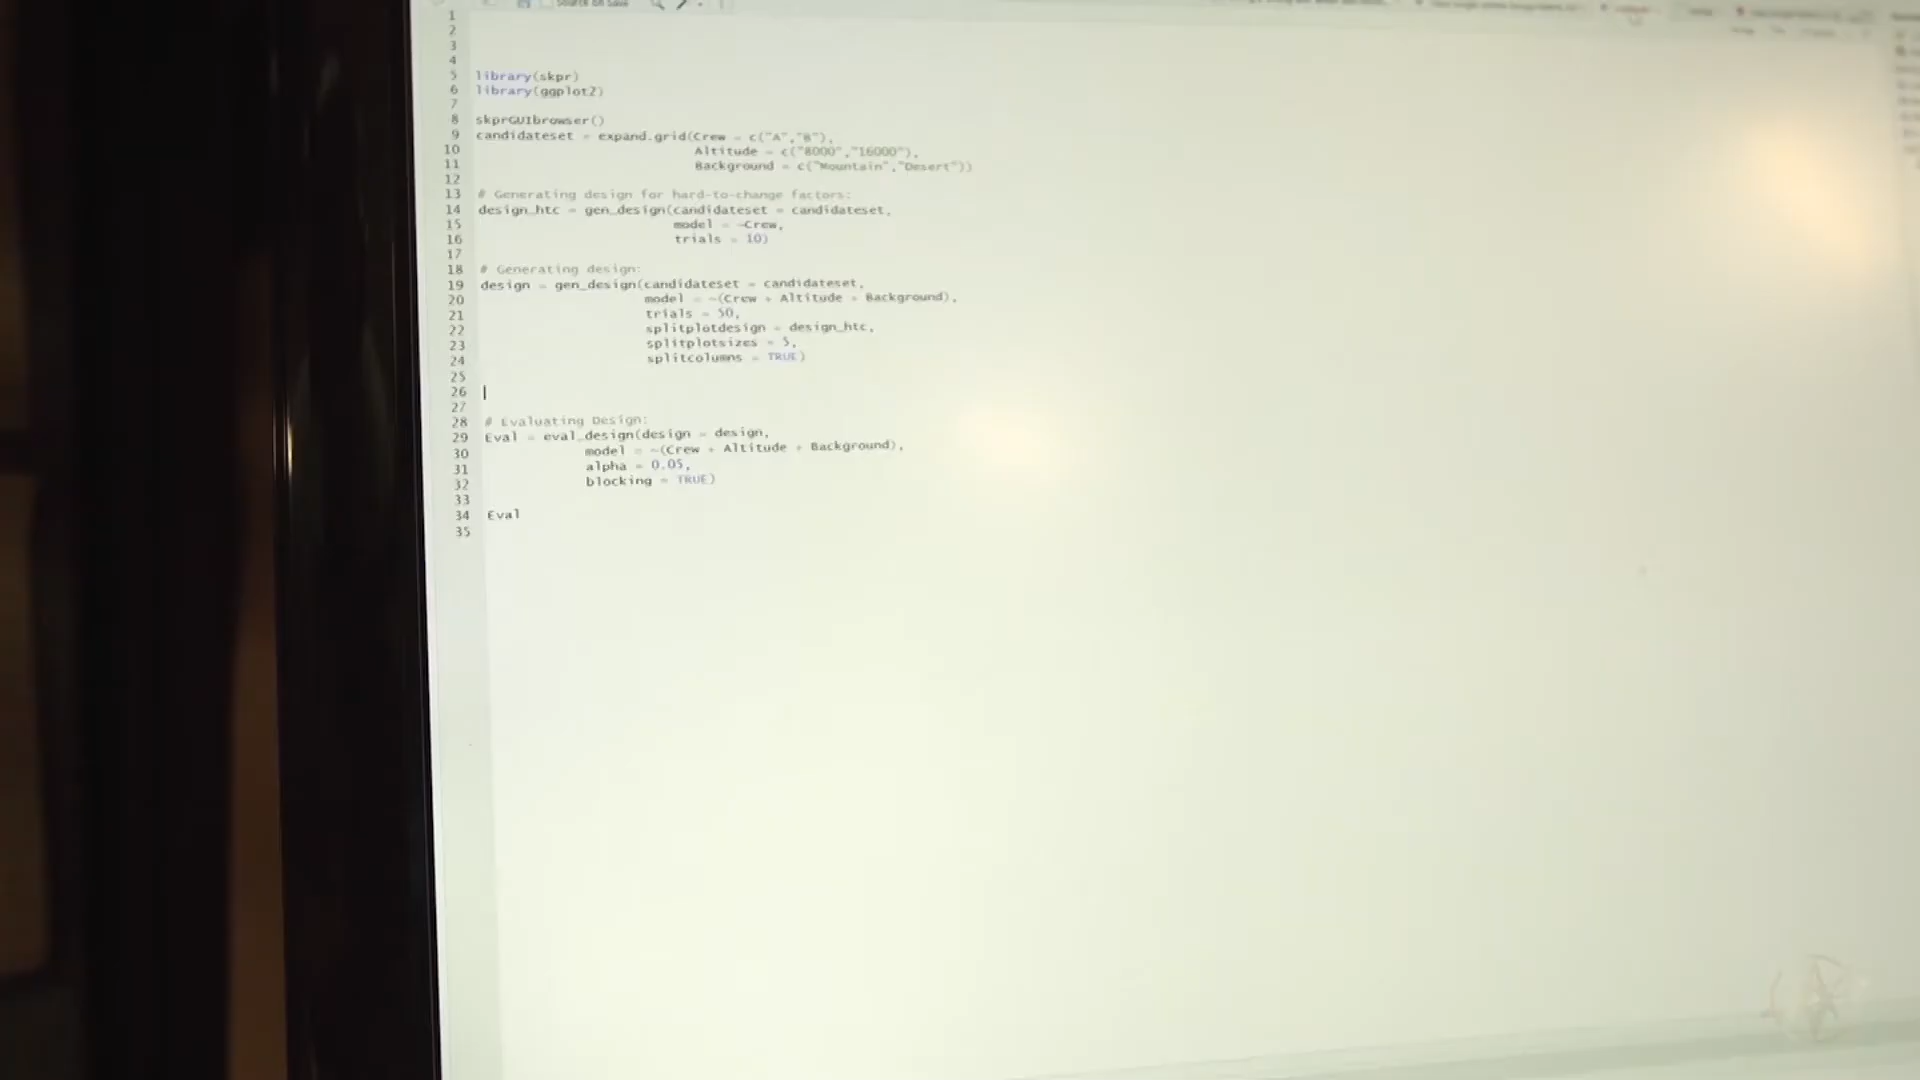 Source on Save
1
2
3
4
5 library(skpr)
6 library(ggplot2)
7
8 skprGUIbrowser()
9 candidateset = expand.grid(Crew = c("A","B"),
10 Altitude = c("8000","16000"),
11 Background = c("Mountain","Desert"))
12
13 # Generating design for hard-to-change factors:
14 design_htc = gen_design(candidateset = candidateset,
15 model = ~Crew,
16 trials = 10)
17
18 # Generating design:
19 design = gen_design(candidateset = candidateset,
20 model = ~(Crew + Altitude + Background),
21 trials = 50,
22 splitplotdesign = design_htc,
23 splitplotsizes = 5,
24 splitcolumns = TRUE)
25
26
27
28 # Evaluating Design:
29 Eval = eval_design(design = design,
30 model = ~(Crew + Altitude + Background),
31 alpha = 0.05,
32 blocking = TRUE)
33
34 Eval
35